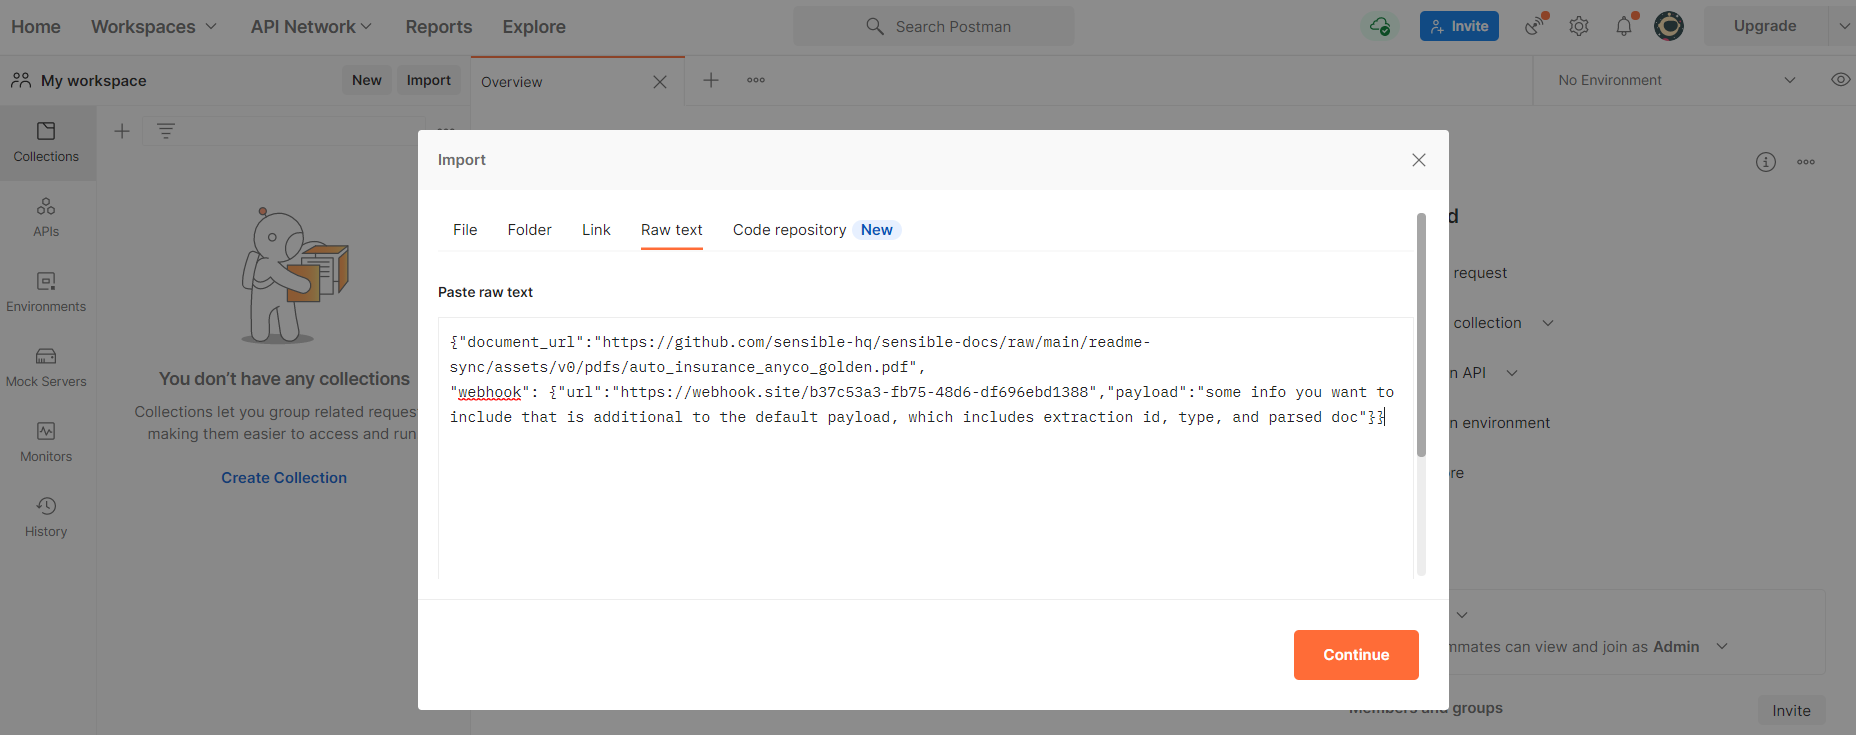 Home Workspaces API Network Reports Explore Search Postman Invite Upgrade
My workspace New Import Overview No Environment
Collections
APIs
Environments
Mock Servers
Monitors
History
You don't have any collections
Collections let you group related
making them easier to access and run
Create Collection
Import
File Folder Link Raw text Code repository New
Paste raw text
{"document_url":"https://github.com/sensible-hq/sensible-docs/raw/main/readme-
sync/assets/v0/pdfs/auto_insurance_anyco_golden.pdf",
"webhook": {"url":"https://webhook.site/b37c53a3-fb75-48d6-df696ebd1388","payload":"some info you want to
include that is additional to the default payload, which includes extraction id, type, and parsed doc"}}
Continue
request
collection
API
environment
can view and join as Admin
groups
Invite